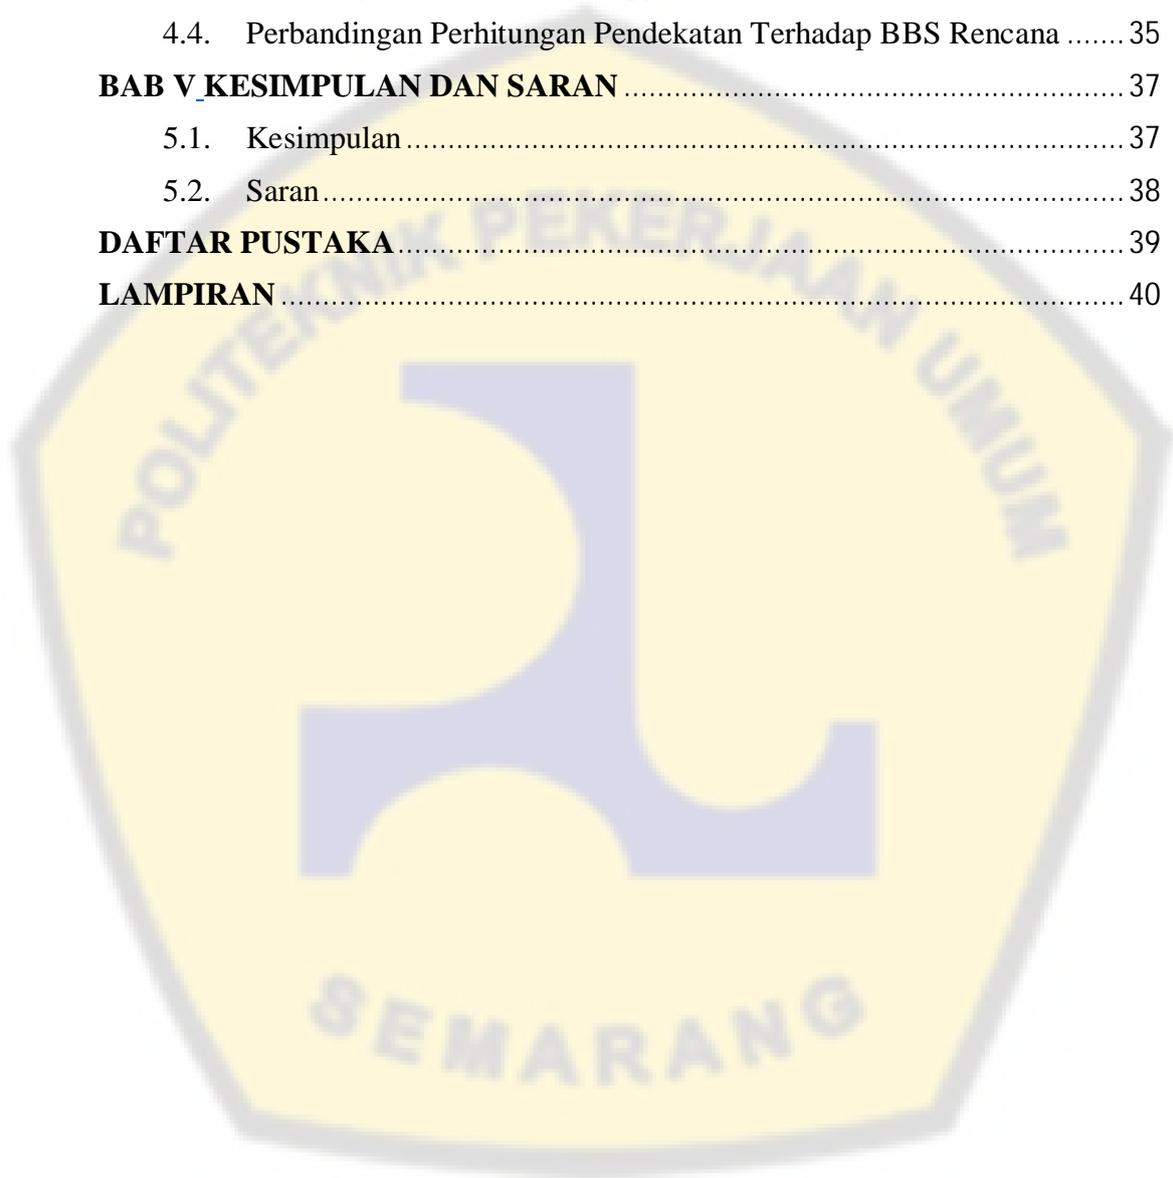 4.4. Perbandingan Perhitungan Pendekatan Terhadap BBS Rencana ....... 35
BAB V KESIMPULAN DAN SARAN ............................................................ 37
5.1. Kesimpulan ...................................................................................... 37
5.2. Saran ................................................................................................ 38
DAFTAR PUSTAKA ....................................................................................... 39
LAMPIRAN ..................................................................................................... 40
POLITEKNIK PEKERJAAN UMUM
SEMARANG